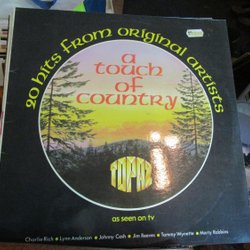 20 hits from original artists
a
touch of
country
TOPAZ
as seen on tv
Charlie Rich • Lynn Anderson • Johnny Cash • Jim Reeves • Tammy Wynette • Marty Robbins